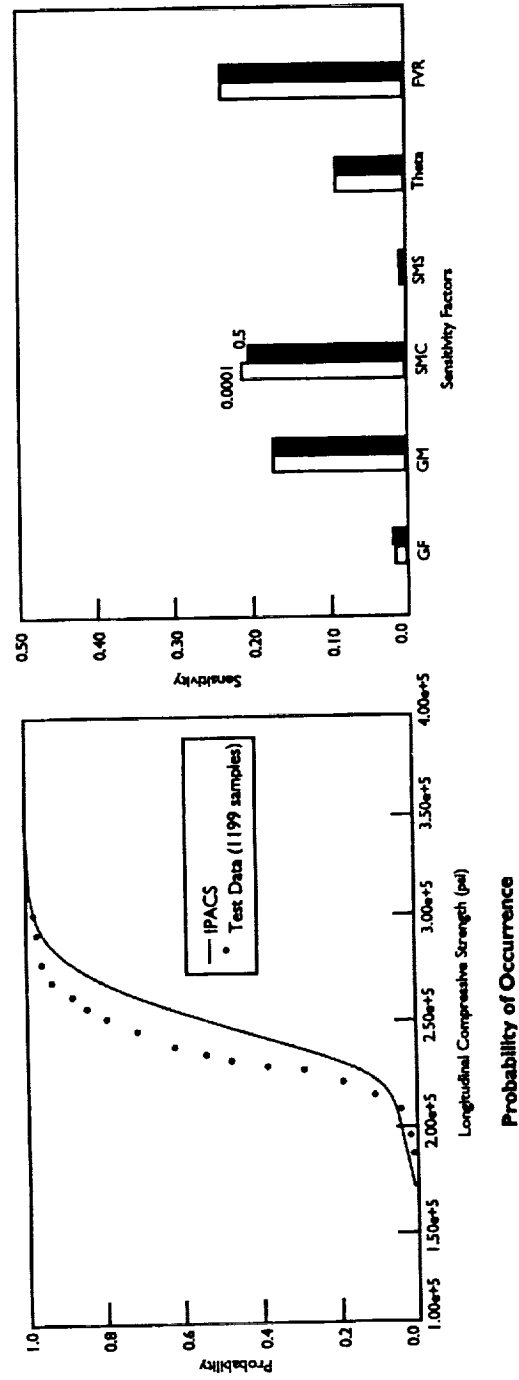 1.0
0.8
0.6
0.4
0.2
0.0
Probability
IPACS
Test Data (1199 samples)
1.00e+5 1.50e+5 2.00e+5 2.50e+5 3.00e+5 3.50e+5 4.00e+5
Longitudinal Compressive Strength (psi)
Probability of Occurrence
0.50
0.40
0.30
0.20
0.10
0.0
Sensitivity
0.0001 0.5
GF GM SMC SMS Theta FVR
Sensitivity Factors